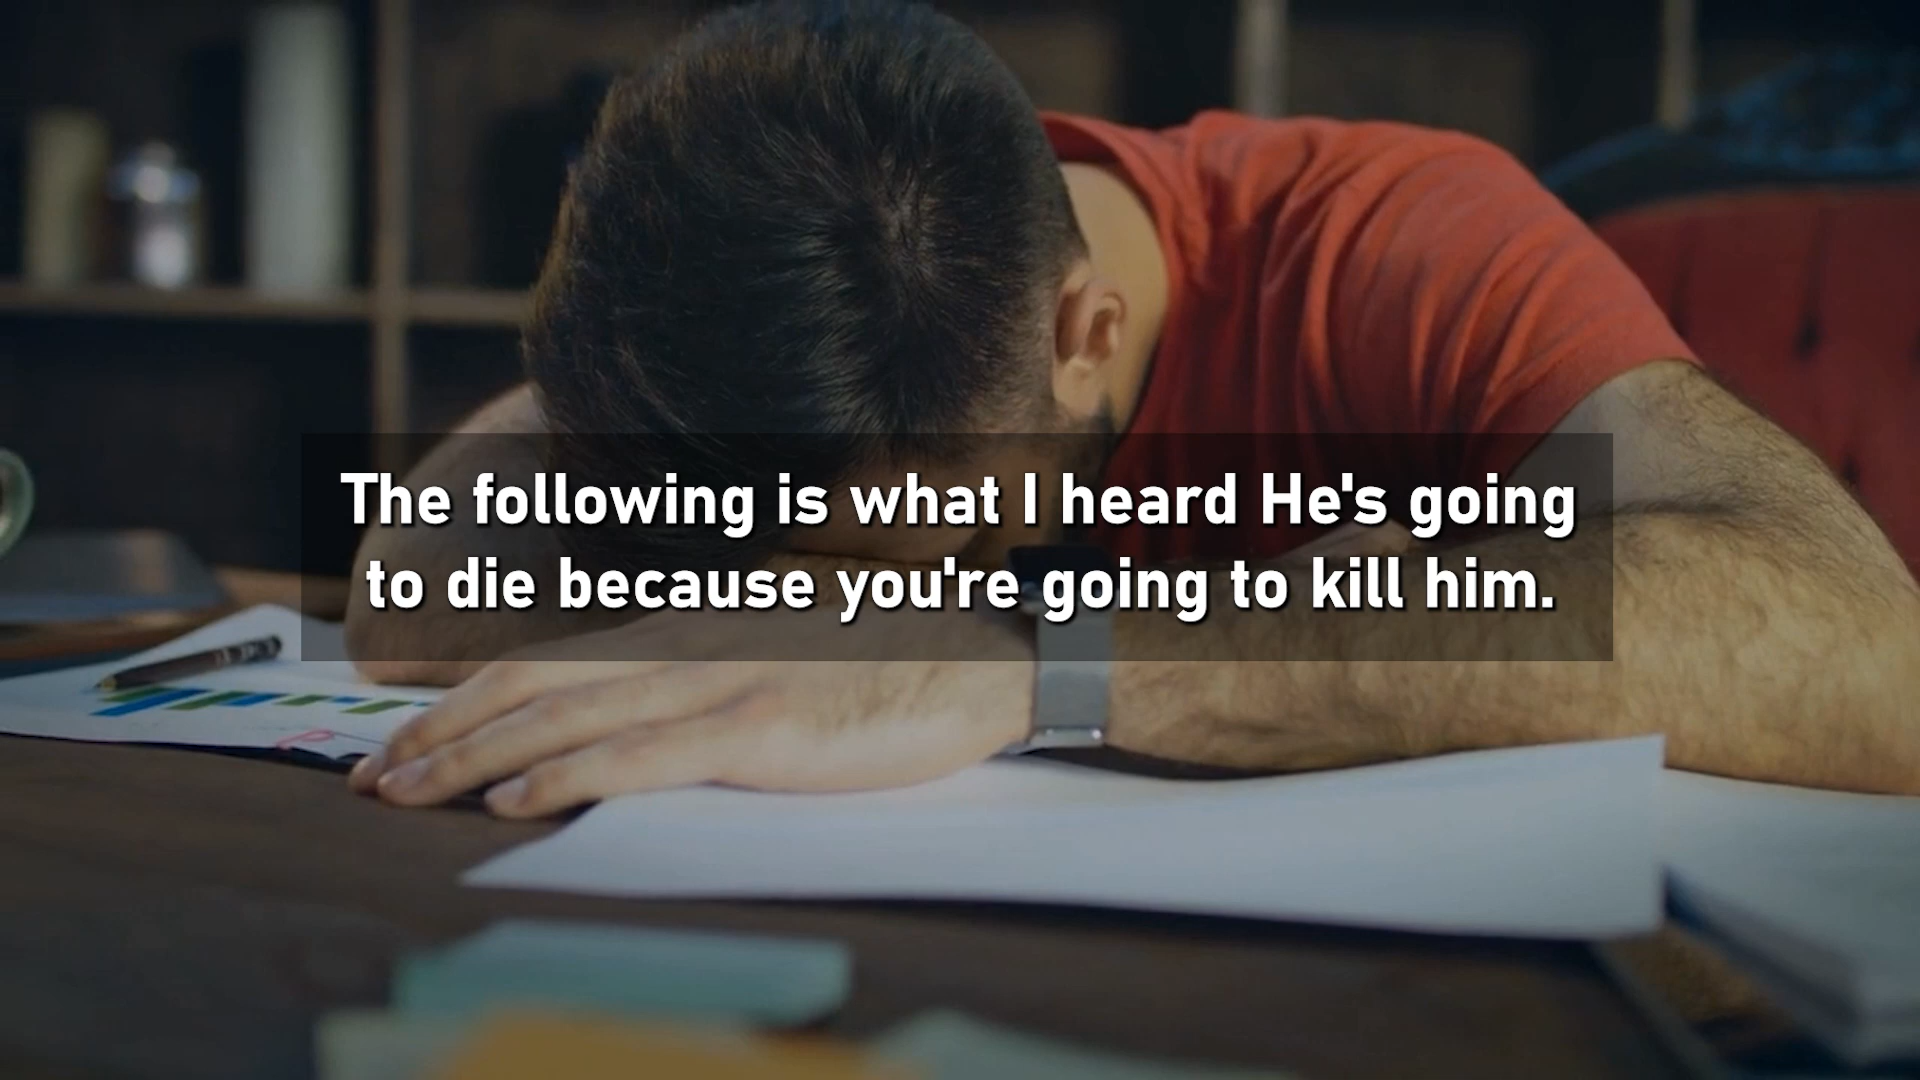 The following is what I heard He's going
to die because you're going to kill him.